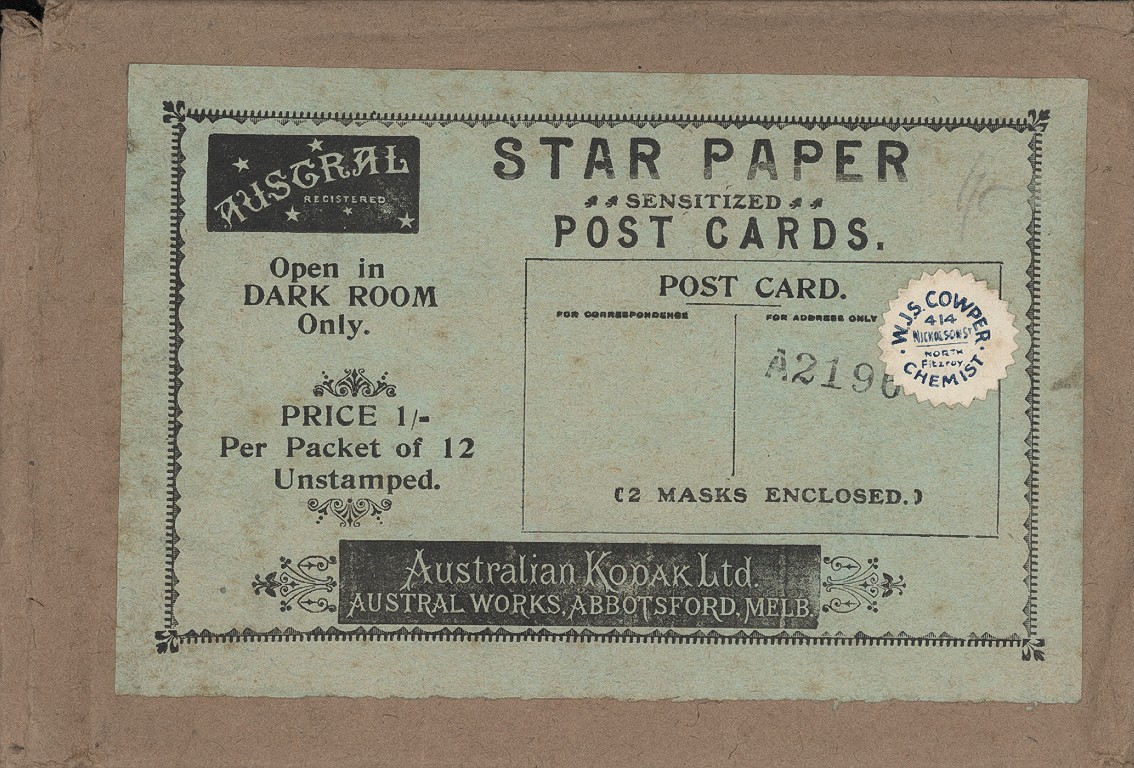 AUSTRAL
REGISTERED
STAR PAPER
SENSITIZED
POST CARDS.
Open in
DARK ROOM
Only.
PRICE 1/-
Per Packet of 12
Unstamped.
POST CARD.
FOR CORRESPONDENCE
FOR ADDRESS ONLY
A219
W.J.S. COWPER
414
NICHOLSON ST
NORTH
Fitzroy
CHEMIST
(2 MASKS ENCLOSED.)
Australian Kodak Ltd.
AUSTRAL WORKS, ABBOTSFORD, MELB.